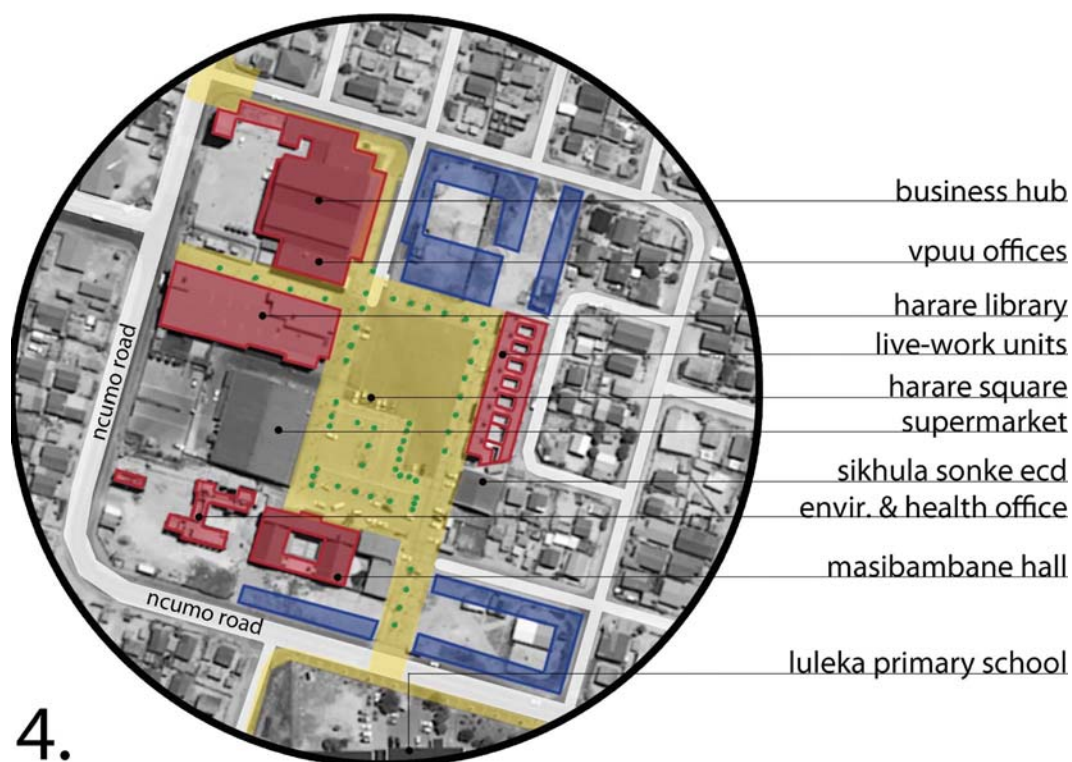 business hub
vpuu offices
harare library
live-work units
harare square
supermarket
sikhula sonke ecd
envir. & health office
masibambane hall
luleka primary school
ncumo road
ncumo road
4.